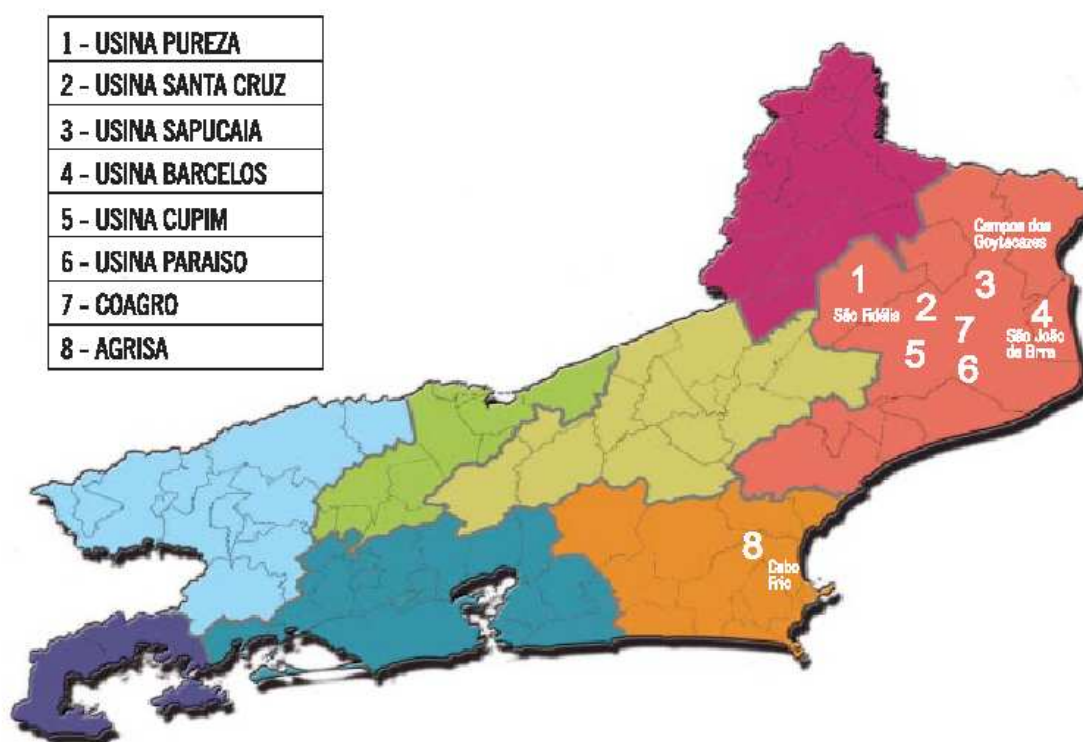 1 - USINA PUREZA
2 - USINA SANTA CRUZ
3 - USINA SAPUCAIA
4 - USINA BARCELOS
5 - USINA CUPIM
6 - USINA PARAISO
7 - COAGRO
8 - AGRISA
Campos dos
Goytacazes
1
3
2
4
São Fidélis
7
São João
da Brra
5
6
8
Cabo
Frio